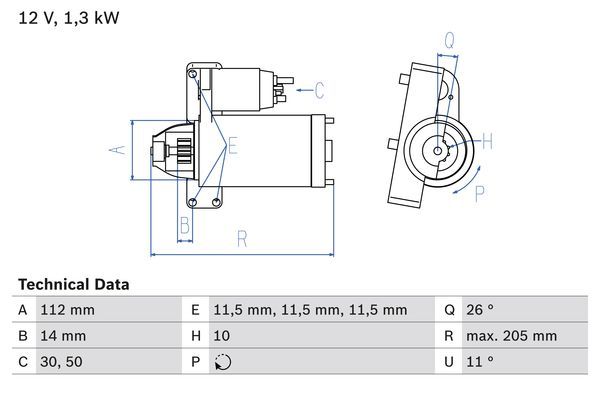 12 V, 1,3 kW
Q
C
A
E
H
P
B
R
Technical Data
A 112 mm E 11,5 mm, 11,5 mm, 11,5 mm Q 26 °
B 14 mm H 10 R max. 205 mm
C 30, 50 P U 11 °